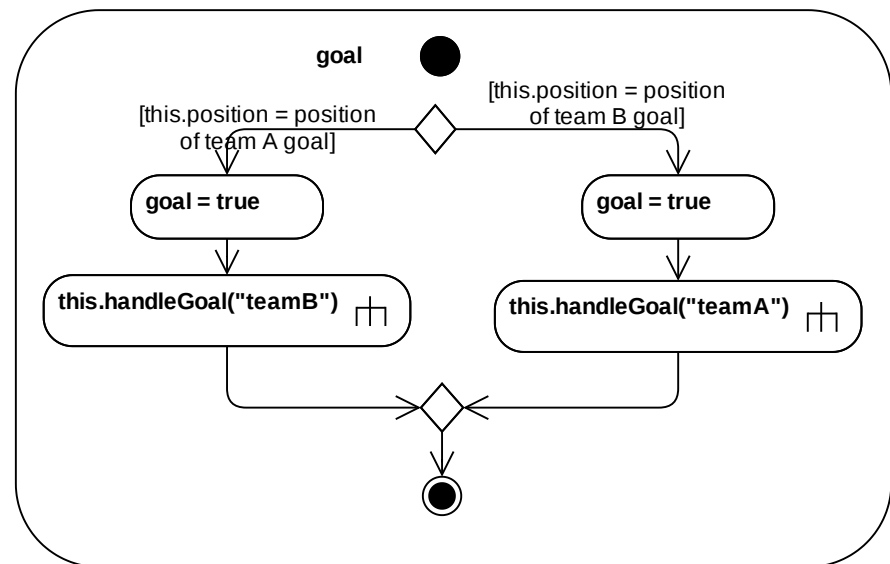 goal
[this.position = position
of team A goal]
[this.position = position
of team B goal]
goal = true
goal = true
this.handleGoal("teamB")
this.handleGoal("teamA")